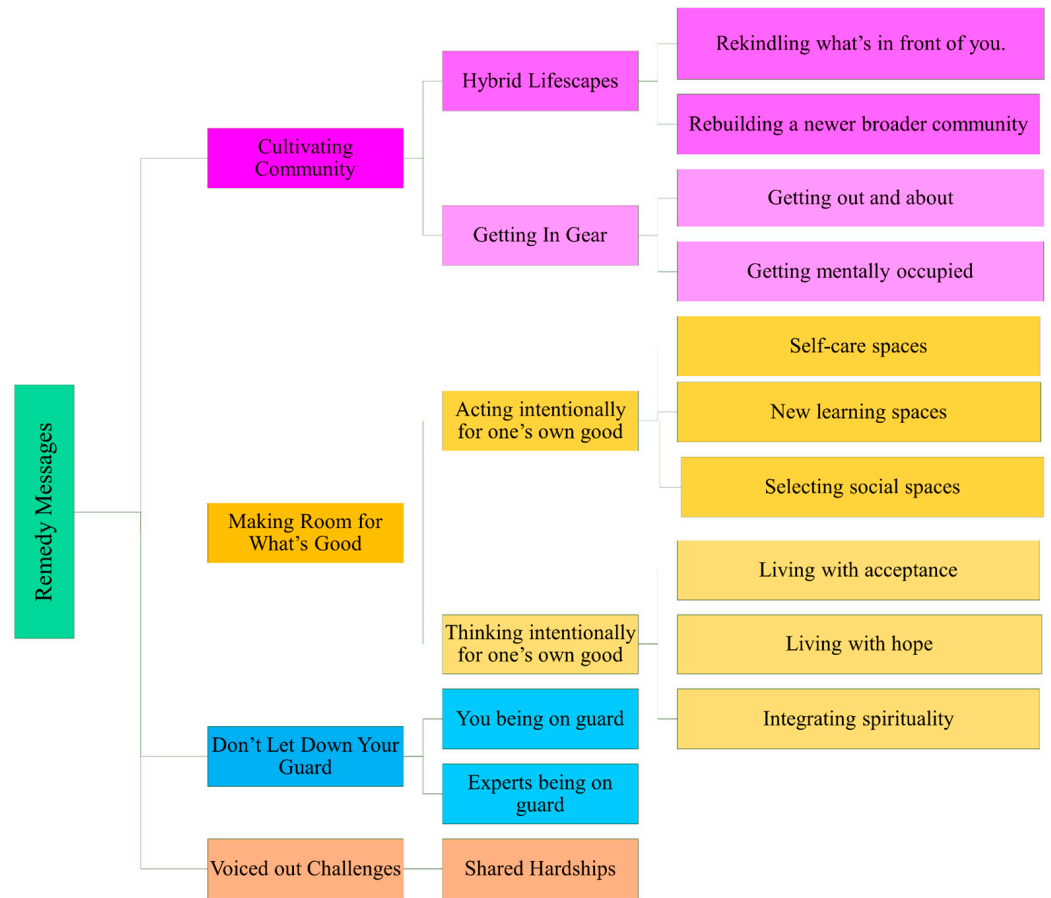 Remedy Messages
Cultivating
Community
Hybrid Lifescapes
Rekindling what's in front of you.
Rebuilding a newer broader community
Getting In Gear
Getting out and about
Getting mentally occupied
Making Room for
What's Good
Acting intentionally
for one's own good
Self-care spaces
New learning spaces
Selecting social spaces
Thinking intentionally
for one's own good
Living with acceptance
Living with hope
Integrating spirituality
Don't Let Down Your
Guard
You being on guard
Experts being on
guard
Voiced out Challenges
Shared Hardships